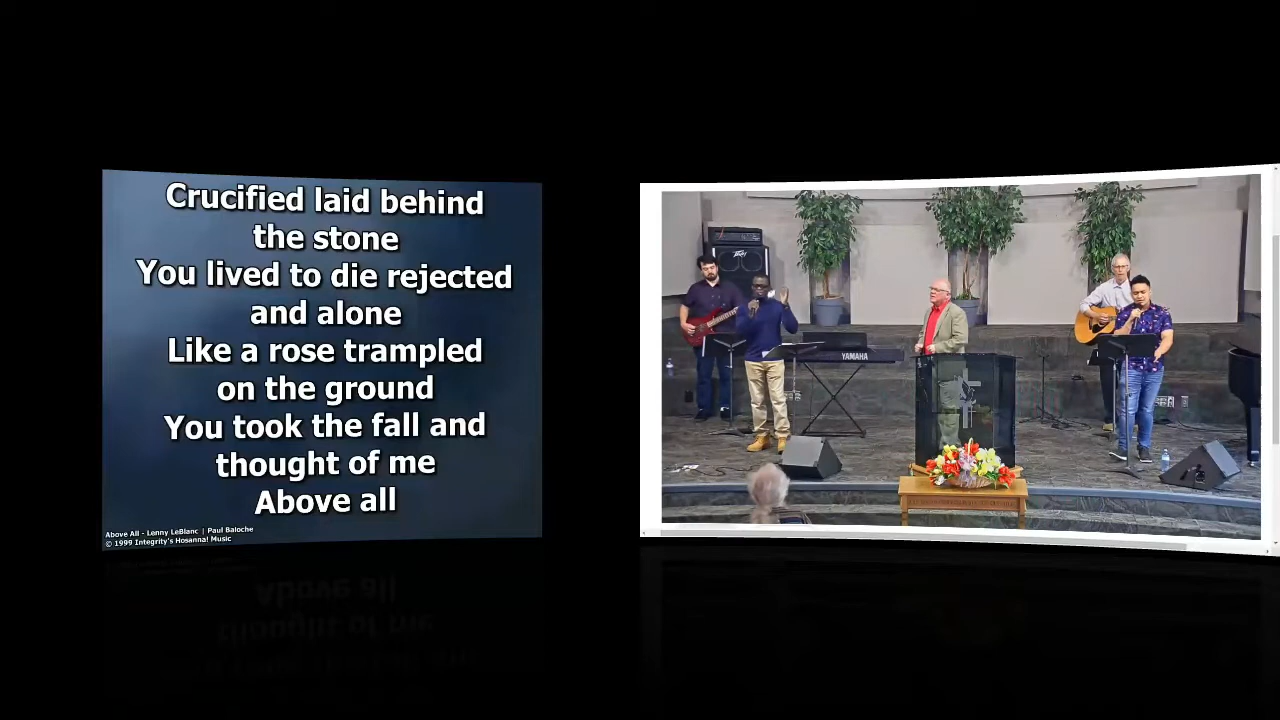 Crucified laid behind
the stone
You lived to die rejected
and alone
Like a rose trampled
on the ground
You took the fall and
thought of me
Above all
Above All - Lenny LeBlanc | Paul Baloche
© 1999 Integrity's Hosanna! Music
PEAVEY
YAMAHA